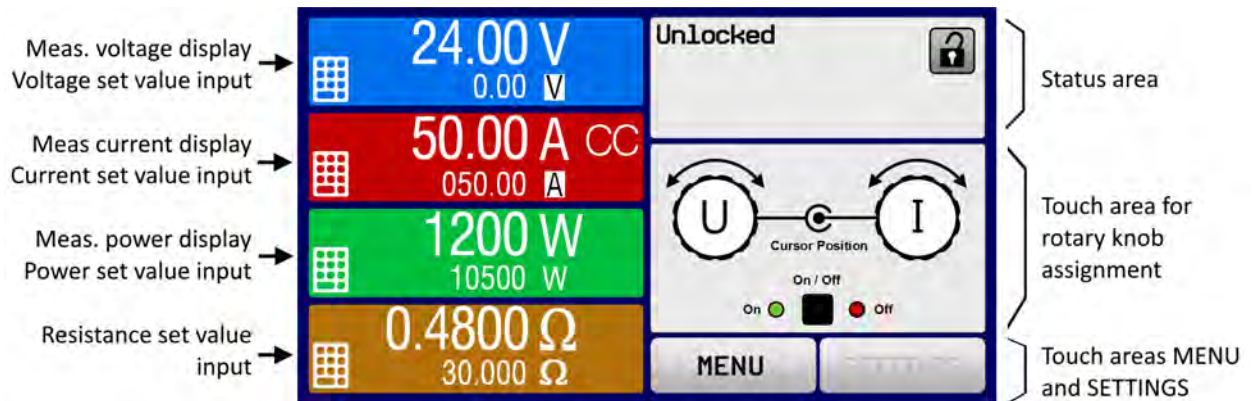 Meas. voltage display
Voltage set value input
Meas current display
Current set value input
Meas. power display
Power set value input
Resistance set value
input
24.00 V
0.00 V
50.00 A CC
050.00 A
1200 W
10500 W
0.4800 Ω
30.000 Ω
Unlocked
U
I
Cursor Position
On / Off
On
Off
MENU
Status area
Touch area for
rotary knob
assignment
Touch areas MENU
and SETTINGS